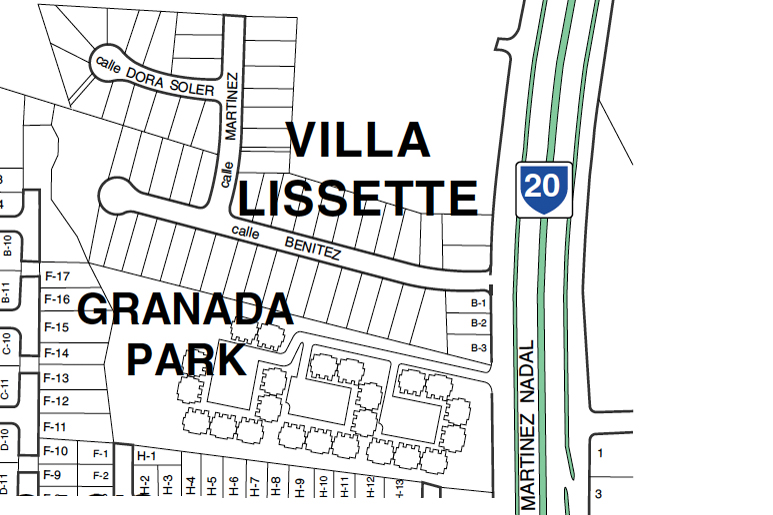 calle DORA SOLER
calle MARTINEZ
VILLA
LISSETTE
20
calle BENITEZ
GRANADA
PARK
MARTINEZ NADAL
B-1
B-2
B-3
3
4
B-10
B-11
C-10
C-11
D-10
D-11
F-17
F-16
F-15
F-14
F-13
F-12
F-11
F-10
F-9
F-1
F-2
H-1
H-2
H-3
H-4
H-5
H-6
H-7
H-8
H-9
H-10
H-11
H-12
H-13
1
3